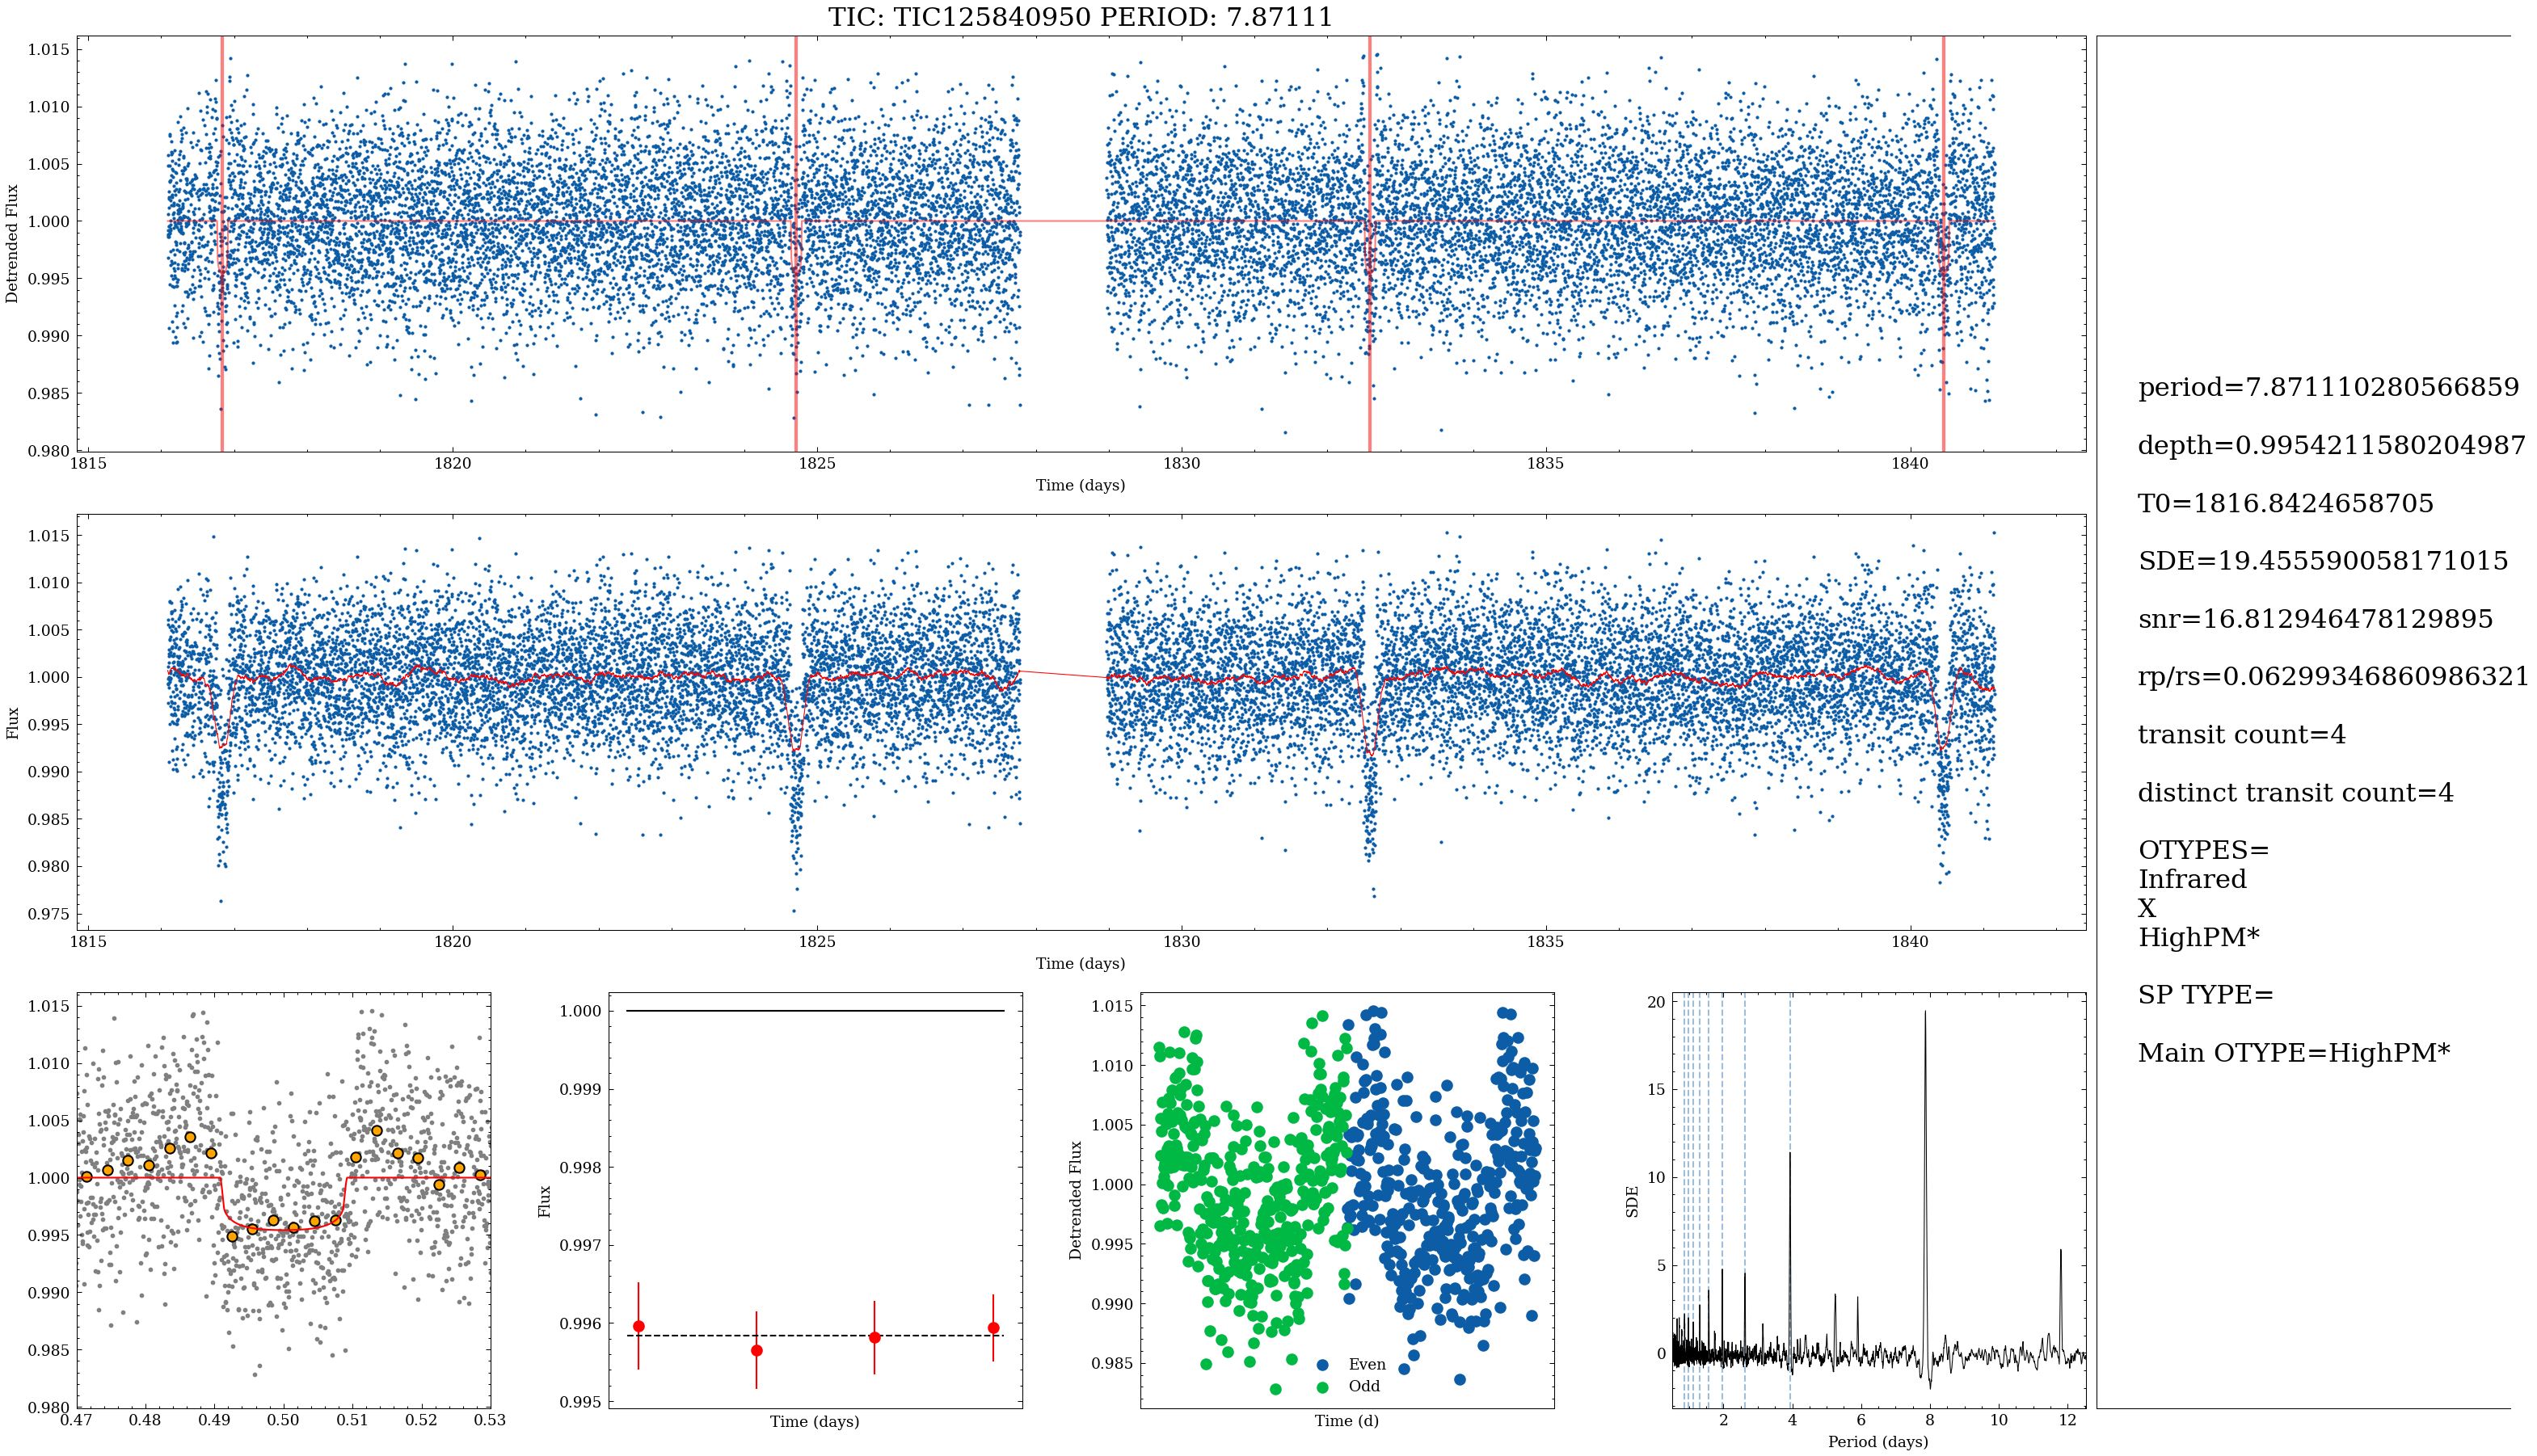 TIC: TIC125840950 PERIOD: 7.87111
1.015
1.010
1.005
1.000
0.995
0.990
0.985
0.980
Detrended Flux
1815 1820 1825 1830 1835 1840
Time (days)
1.015
1.010
1.005
1.000
0.995
0.990
0.985
0.980
0.975
Flux
1815 1820 1825 1830 1835 1840
Time (days)
1.015
1.010
1.005
1.000
0.995
0.990
0.985
0.980
0.47 0.48 0.49 0.50 0.51 0.52 0.53
1.000
0.999
0.998
0.997
0.996
0.995
Flux
Time (days)
1.015
1.010
1.005
1.000
0.995
0.990
0.985
Detrended Flux
Even
Odd
Time (d)
20
15
10
5
0
SDE
2 4 6 8 10 12
Period (days)
period=7.871110280566859
depth=0.9954211580204987
T0=1816.8424658705
SDE=19.455590058171015
snr=16.812946478129895
rp/rs=0.06299346860986321
transit count=4
distinct transit count=4
OTYPES=
Infrared
X
HighPM*
SP TYPE=
Main OTYPE=HighPM*